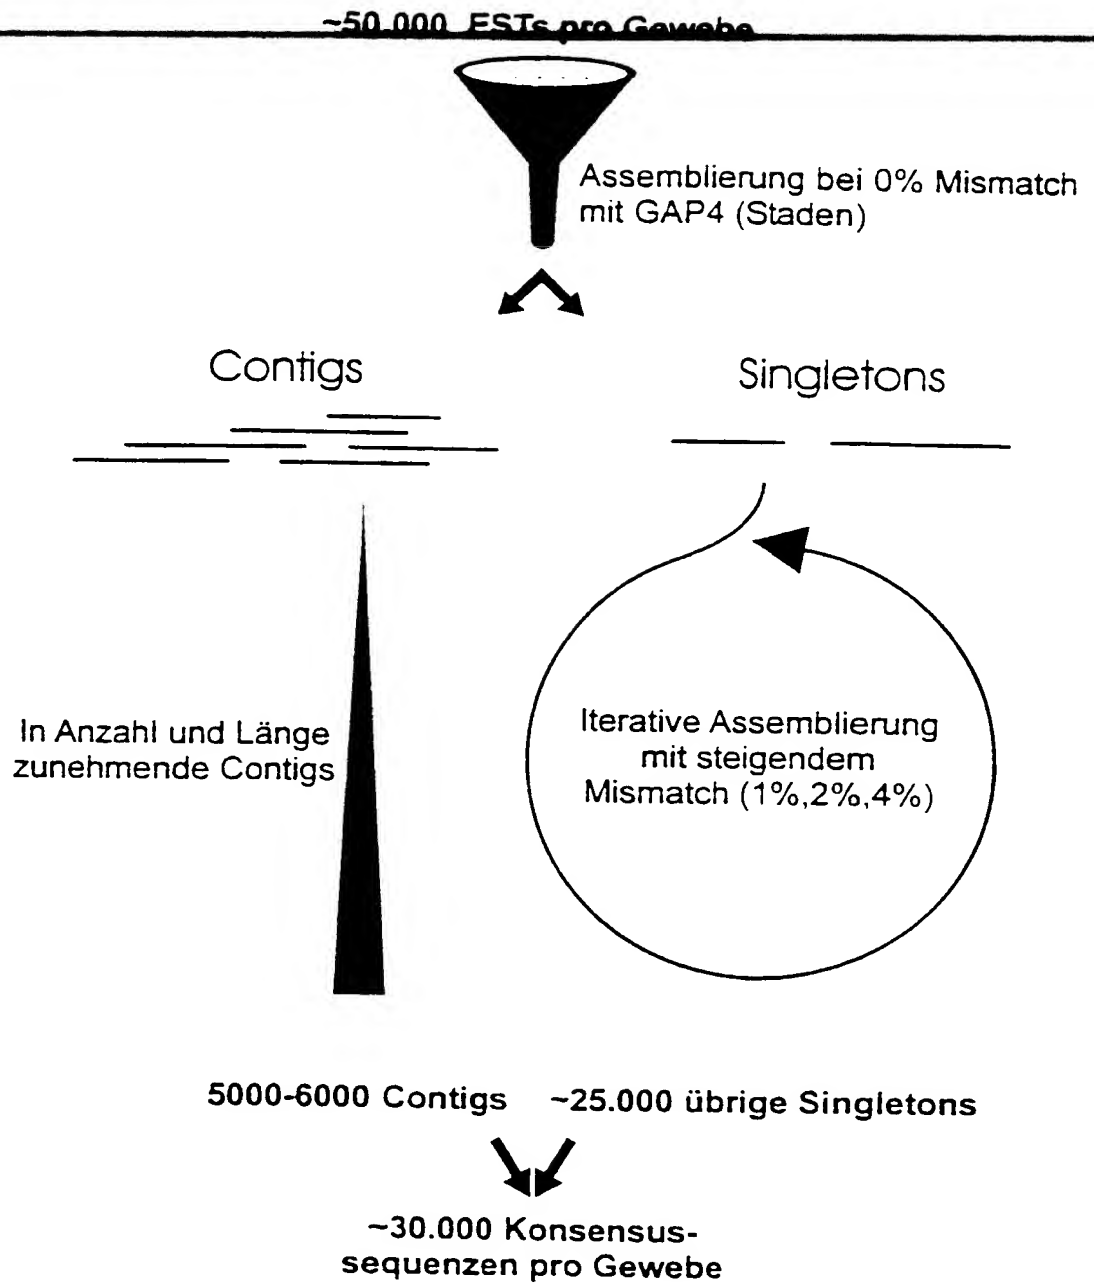 ~50.000 ESTs pro Gewebe
Assemblierung bei 0% Mismatch
mit GAP4 (Staden)
Contigs
Singletons
In Anzahl und Länge
zunehmende Contigs
Iterative Assemblierung
mit steigendem
Mismatch (1%,2%,4%)
5000-6000 Contigs
~25.000 übrige Singletons
~30.000 Konsensus-
sequenzen pro Gewebe